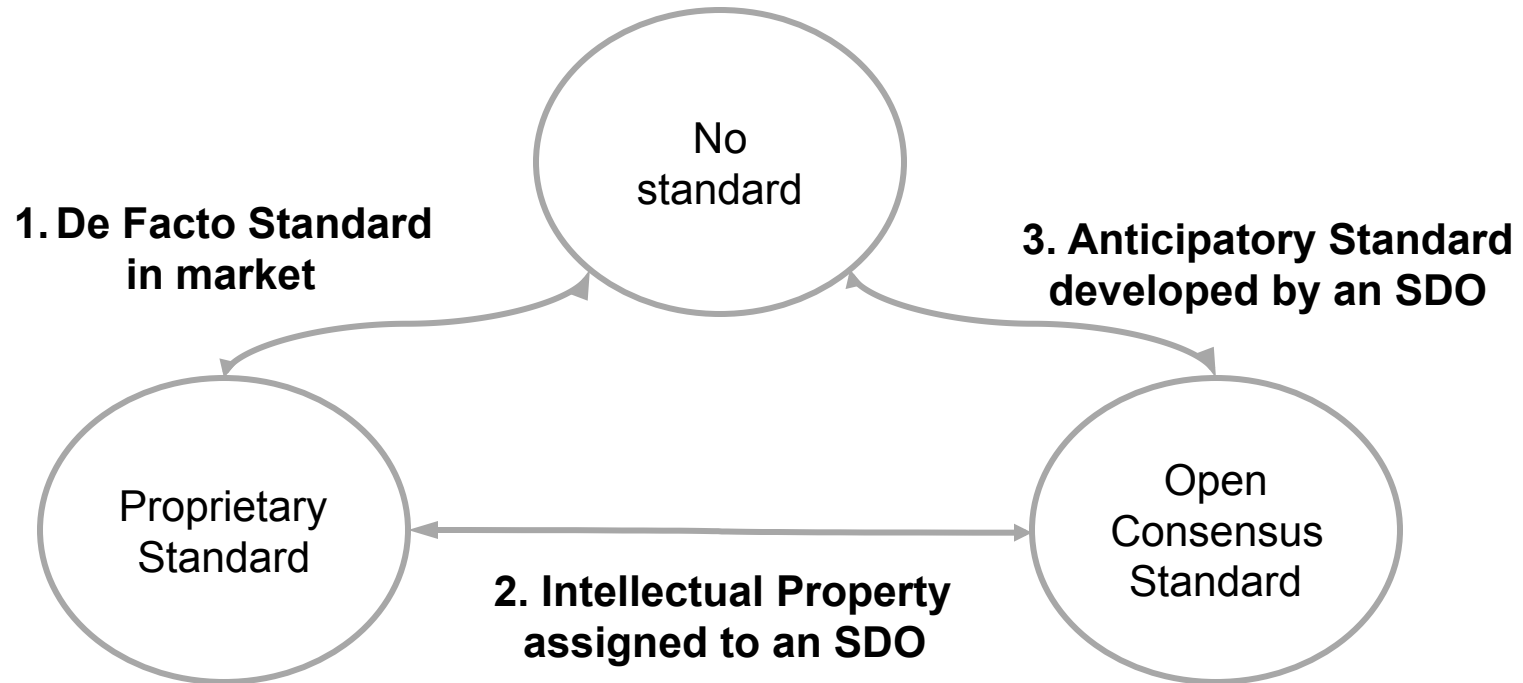 No
standard
1. De Facto Standard
in market
3. Anticipatory Standard
developed by an SDO
Proprietary
Standard
Open
Consensus
Standard
2. Intellectual Property
assigned to an SDO